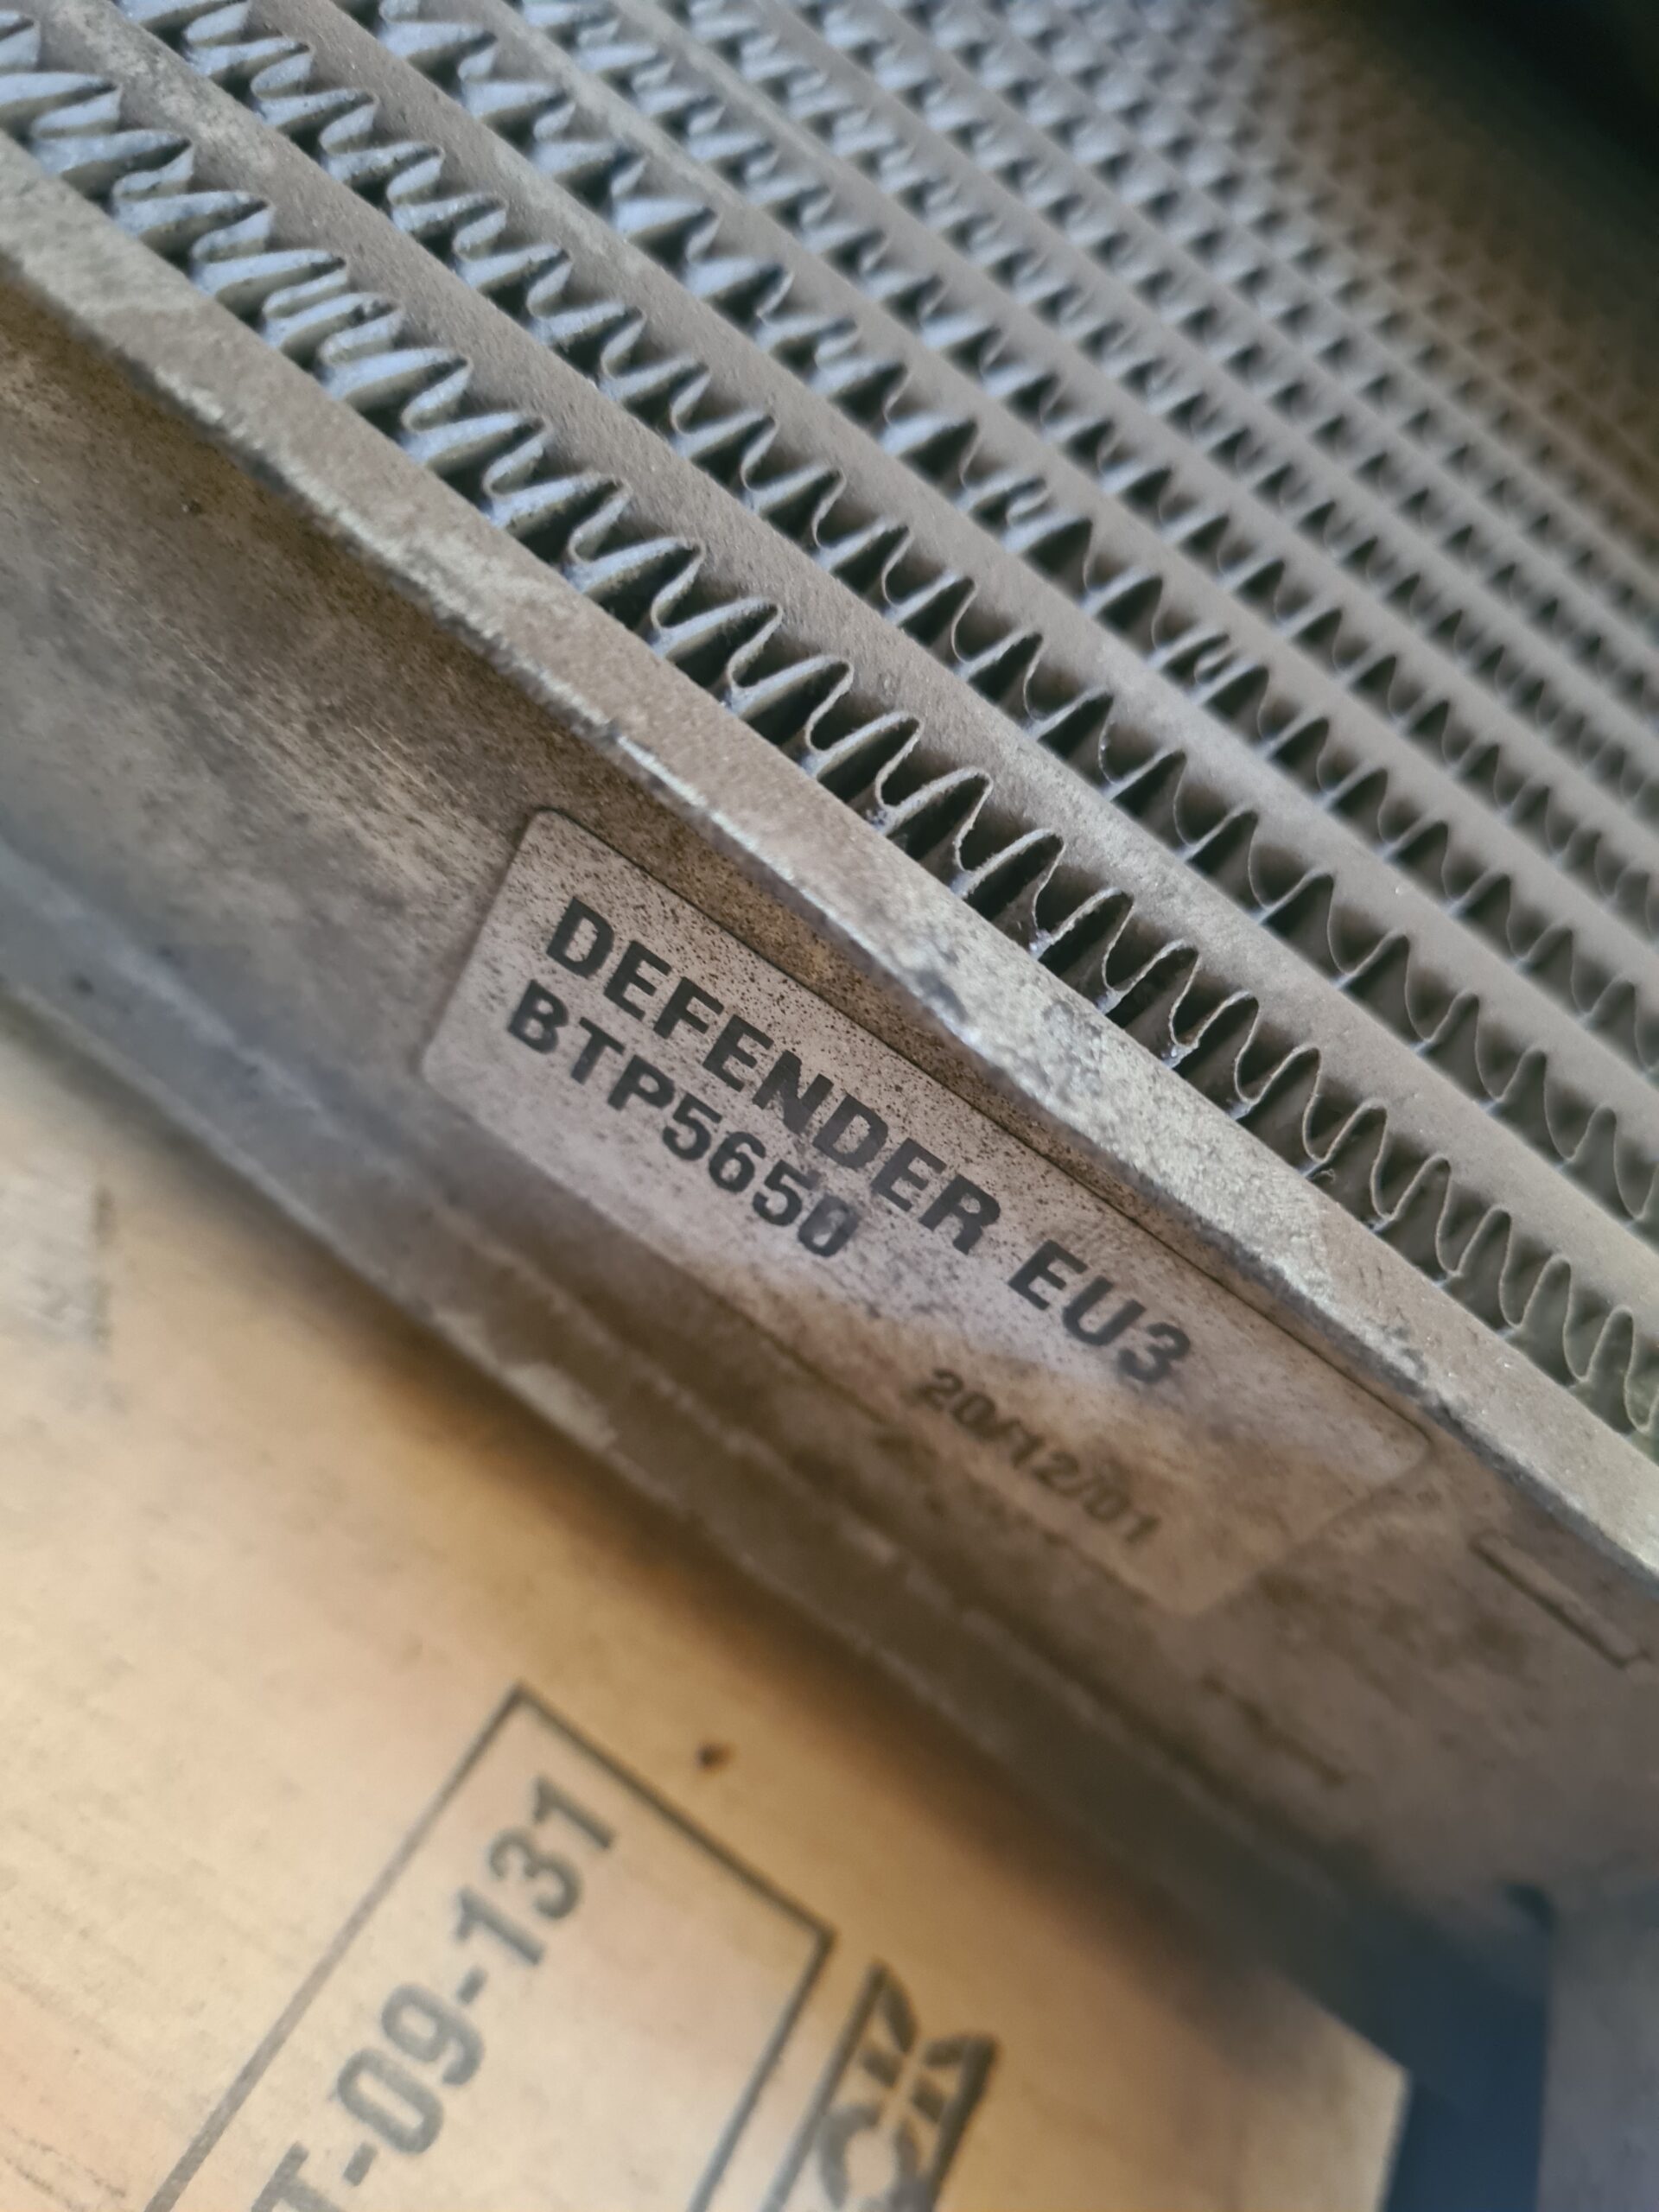 DEFENDER EU3
BTP5650
20/12/01
T-09-131